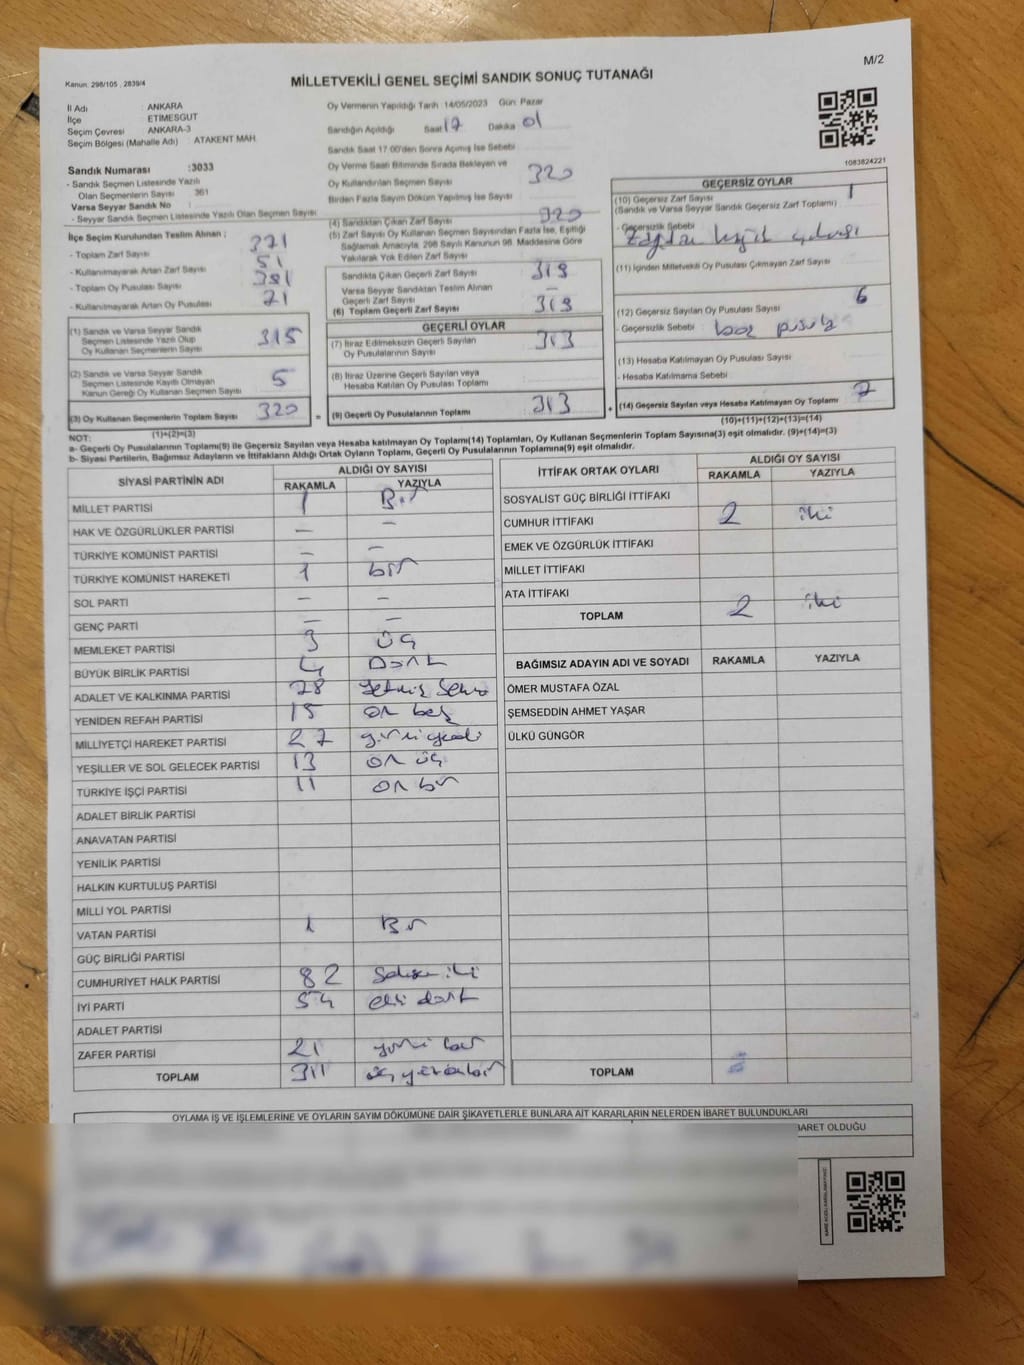 M/2
Kanun: 298/105 , 2839/4
MİLLETVEKİLİ GENEL SEÇİMİ SANDIK SONUÇ TUTANAĞI
İl Adı : ANKARA
İlçe : ETİMESGUT
Seçim Çevresi : ANKARA-3
Seçim Bölgesi (Mahalle Adı) : ATAKENT MAH
Sandık Numarası :3033
- Sandık Seçmen Listesinde Yazılı
Olan Seçmenlerin Sayısı : 361
Varsa Seyyar Sandık No :
- Seyyar Sandık Seçmen Listesinde Yazılı Olan Seçmen Sayısı :
İlçe Seçim Kurulundan Teslim Alınan ;
- Toplam Zarf Sayısı : 371
- Kullanılmayarak Artan Zarf Sayısı : 51
- Toplam Oy Pusulası : 391
- Kullanılmayarak Artan Oy Pusulası : 71
(1) Sandık ve Varsa Seyyar Sandık
Seçmen Listesinde Yazılı Olup
Oy Kullanan Seçmenlerin Sayısı : 315
(2) Sandık ve Varsa Seyyar Sandık
Seçmen Listesinde Kayıtlı Olmayan
Kanun Gereği Oy Kullanan Seçmen Sayısı : 5
(3) Oy Kullanan Seçmenlerin Toplam Sayısı : 320
(1)+(2)=(3)
Oy Vermenin Yapıldığı Tarih :14/05/2023 Gün: Pazar
Sandığın Açıldığı Saat 17 Dakika 01
Sandık Saat 17.00'den Sonra Açılmış İse Sebebi
Oy Verme Saati Bitiminde Sırada Bekleyen ve
Oy Kullandırılan Seçmen Sayısı 320
Birden Fazla Sayım Döküm Yapılmış İse Sayısı
(4) Sandıktan Çıkan Zarf Sayısı 320
(5) Zarf Sayısı Oy Kullanan Seçmen Sayısından Fazla İse, Eşitliği
Sağlamak Amacıyla, 298 Sayılı Kanunun 98. Maddesine Göre
Yakılarak Yok Edilen Zarf Sayısı
Sandıkta Çıkan Geçerli Zarf Sayısı : 319
Varsa Seyyar Sandıktan Teslim Alınan
Geçerli Zarf Sayısı : —
(6) Toplam Geçerli Zarf Sayısı : 319
GEÇERLİ OYLAR
(7) İtiraz Edilmeksizin Geçerli Sayılan
Oy Pusulalarının Sayısı : 313
(8) İtiraz Üzerine Geçerli Sayılan veya
Hesaba Katılan Oy Pusulası Toplamı
= (9) Geçerli Oy Pusulalarının Toplamı : 313
1083824221
GEÇERSİZ OYLAR
(10) Geçersiz Zarf Sayısı 1
(Sandık ve Varsa Seyyar Sandık Geçersiz Zarf Toplamı) :
- Geçersizlik Sebebi
(11) İçinden Milletvekili Oy Pusulası Çıkmayan Zarf Sayısı :
(12) Geçersiz Sayılan Oy Pusulası Sayısı : 6
- Geçersizlik Sebebi : boş pusula
(13) Hesaba Katılmayan Oy Pusulası Sayısı :
- Hesaba Katılmama Sebebi :
+ (14) Geçersiz Sayılan veya Hesaba Katılmayan Oy Toplamı : 7
(10)+(11)+(12)+(13)=(14)
NOT:
a- Geçerli Oy Pusulalarının Toplamı(9) ile Geçersiz Sayılan veya Hesaba katılmayan Oy Toplamı(14) Toplamları, Oy Kullanan Seçmenlerin Toplam Sayısına(3) eşit olmalıdır. (9)+(14)=(3)
b- Siyasi Partilerin, Bağımsız Adayların ve İttifakların Aldığı Ortak Oyların Toplamı, Geçerli Oy Pusulalarının Toplamına(9) eşit olmalıdır.
SİYASİ PARTİNİN ADI
ALDIĞI OY SAYISI
RAKAMLA YAZIYLA
MİLLET PARTİSİ 1 Bir
HAK VE ÖZGÜRLÜKLER PARTİSİ — —
TÜRKİYE KOMÜNİST PARTİSİ — —
TÜRKİYE KOMÜNİST HAREKETİ 1 bir
SOL PARTİ — —
GENÇ PARTİ — —
MEMLEKET PARTİSİ 3 üç
BÜYÜK BİRLİK PARTİSİ 4 Dört
ADALET VE KALKINMA PARTİSİ 78 Yetmiş Sekiz
YENİDEN REFAH PARTİSİ 15 on beş
MİLLİYETÇİ HAREKET PARTİSİ 27 yirmi yedi
YEŞİLLER VE SOL GELECEK PARTİSİ 13 on üç
TÜRKİYE İŞÇİ PARTİSİ 11 on bir
ADALET BİRLİK PARTİSİ
ANAVATAN PARTİSİ
YENİLİK PARTİSİ
HALKIN KURTULUŞ PARTİSİ
MİLLİ YOL PARTİSİ
VATAN PARTİSİ 1 Bir
GÜÇ BİRLİĞİ PARTİSİ
CUMHURİYET HALK PARTİSİ 82 Seksen iki
İYİ PARTİ 54 elli dört
ADALET PARTİSİ
ZAFER PARTİSİ 21 yirmi bir
TOPLAM 311 üç yüz on bir
İTTİFAK ORTAK OYLARI
ALDIĞI OY SAYISI
RAKAMLA YAZIYLA
SOSYALİST GÜÇ BİRLİĞİ İTTİFAKI
CUMHUR İTTİFAKI 2 iki
EMEK VE ÖZGÜRLÜK İTTİFAKI
MİLLET İTTİFAKI
ATA İTTİFAKI
TOPLAM 2 iki
BAĞIMSIZ ADAYIN ADI VE SOYADI RAKAMLA YAZIYLA
ÖMER MUSTAFA ÖZAL
ŞEMSEDDİN AHMET YAŞAR
ÜLKÜ GÜNGÖR
TOPLAM
OYLAMA İŞ VE İŞLEMLERİNE VE OYLARIN SAYIM DÖKÜMÜNE DAİR ŞİKAYETLERLE BUNLARA AİT KARARLARIN NELERDEN İBARET BULUNDUKLARI
BARET OLDUĞU